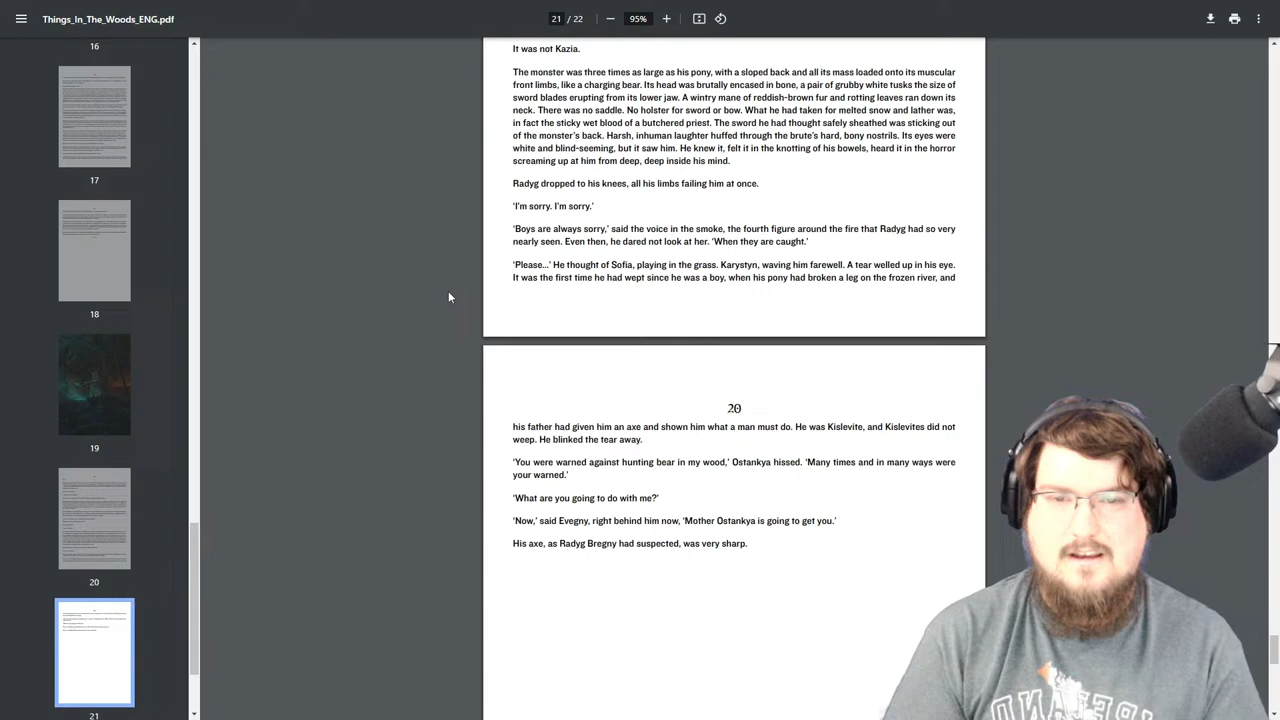 Things_In_The_Woods_ENG.pdf
21 / 22
95%
16
17
18
19
20
21
It was not Kazia.
The monster was three times as large as his pony, with a sloped back and all its mass loaded onto its muscular
front limbs, like a charging bear. Its head was brutally encased in bone, a pair of grubby white tusks the size of
sword blades erupting from its lower jaw. A wintry mane of reddish-brown fur and rotting leaves ran down its
neck. There was no saddle. No holster for sword or bow. What he had taken for melted snow and lather was,
in fact the sticky wet blood of a butchered priest. The sword he had thought safely sheathed was sticking out
of the monster's back. Harsh, inhuman laughter huffed through the brute's hard, bony nostrils. Its eyes were
white and blind-seeming, but it saw him. He knew it, felt it in the knotting of his bowels, heard it in the horror
screaming up at him from deep, deep inside his mind.
Radyg dropped to his knees, all his limbs failing him at once.
'I'm sorry. I'm sorry.'
'Boys are always sorry,' said the voice in the smoke, the fourth figure around the fire that Radyg had so very
nearly seen. Even then, he dared not look at her. 'When they are caught.'
'Please...' He thought of Sofia, playing in the grass. Karystyn, waving him farewell. A tear welled up in his eye.
It was the first time he had wept since he was a boy, when his pony had broken a leg on the frozen river, and
20
his father had given him an axe and shown him what a man must do. He was Kislevite, and Kislevites did not
weep. He blinked the tear away.
'You were warned against hunting bear in my wood,' Ostankya hissed. 'Many times and in many ways were
your warned.'
'What are you going to do with me?'
'Now,' said Evegny, right behind him now, 'Mother Ostankya is going to get you.'
His axe, as Radyg Bregny had suspected, was very sharp.